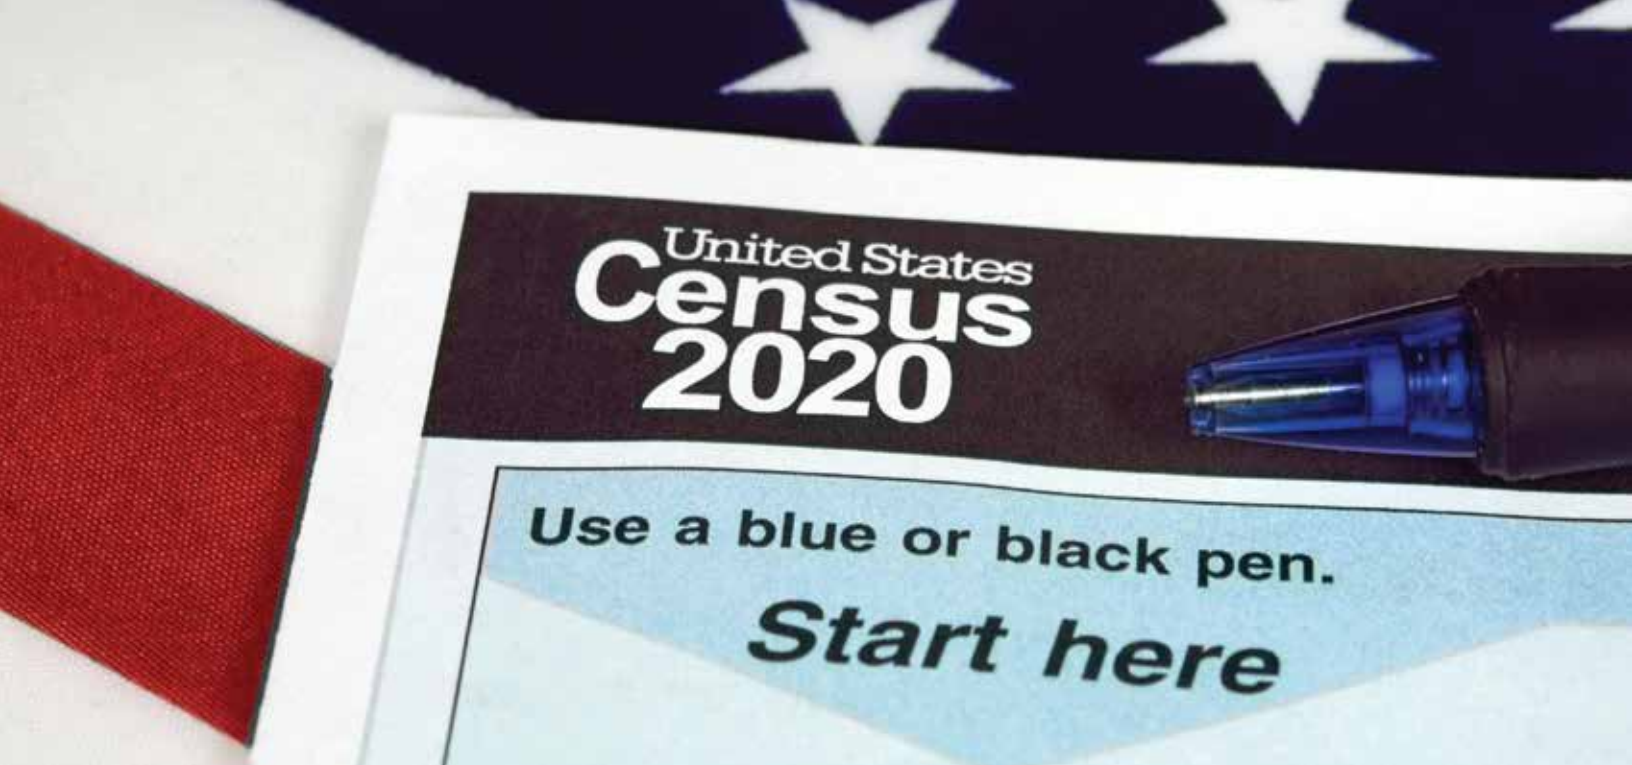 United States
Census
2020
Use a blue or black pen.
Start here